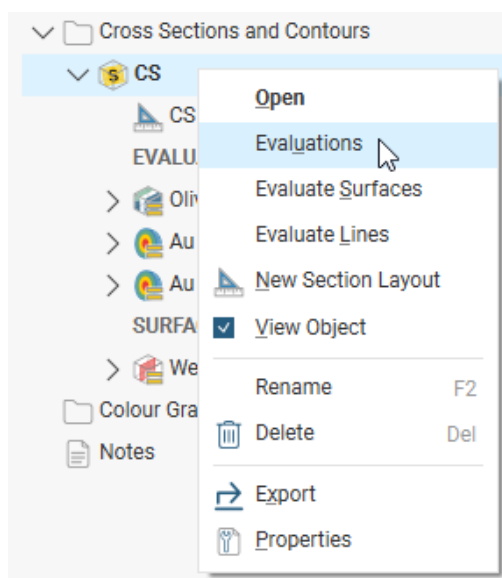 Cross Sections and Contours
CS
Open
CS
Evaluations
EVALU
Evaluate Surfaces
Oliv
Evaluate Lines
Au
New Section Layout
Au
View Object
SURFA
We
Rename F2
Colour Gra
Delete Del
Notes
Export
Properties